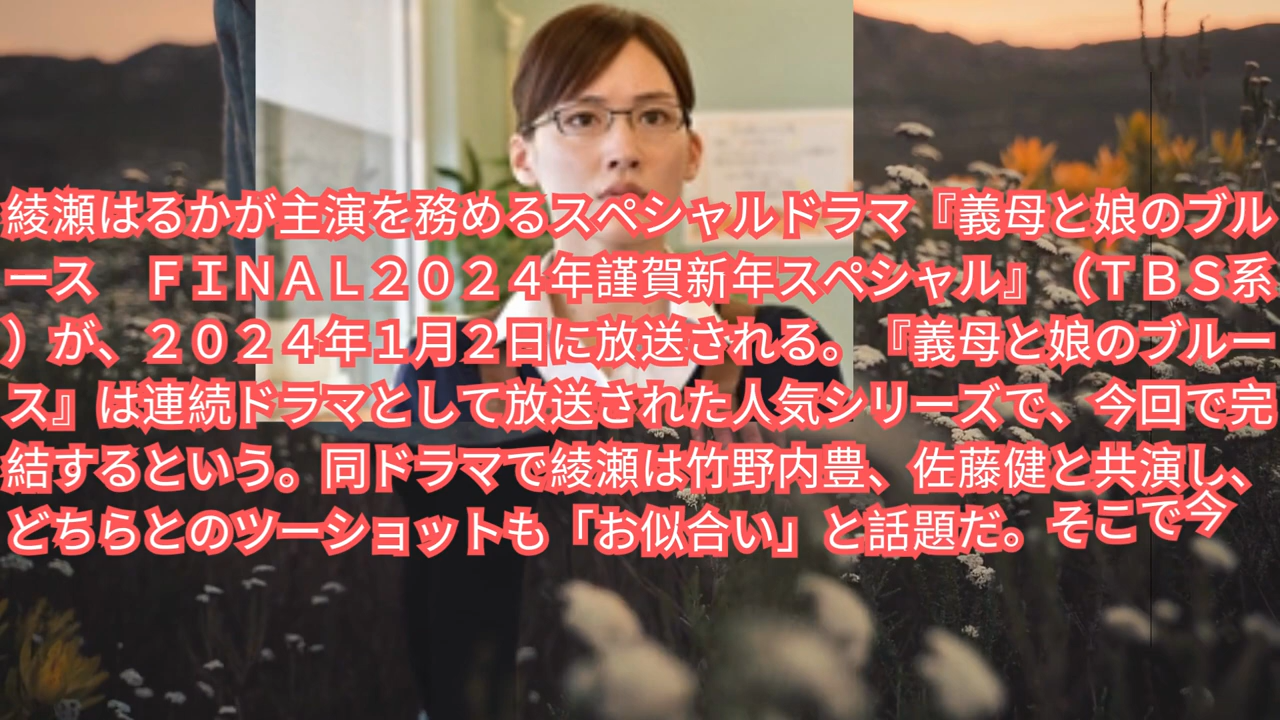 綾瀬はるかが主演を務めるスペシャルドラマ『義母と娘のブル
ース　ＦＩＮＡＬ２０２４年謹賀新年スペシャル』（ＴＢＳ系
）が、２０２４年１月２日に放送される。『義母と娘のブルー
ス』は連続ドラマとして放送された人気シリーズで、今回で完
結するという。同ドラマで綾瀬は竹野内豊、佐藤健と共演し、
どちらとのツーショットも「お似合い」と話題だ。そこで今